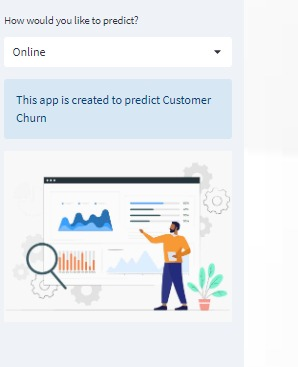 How would you like to predict?
Online
This app is created to predict Customer
Churn